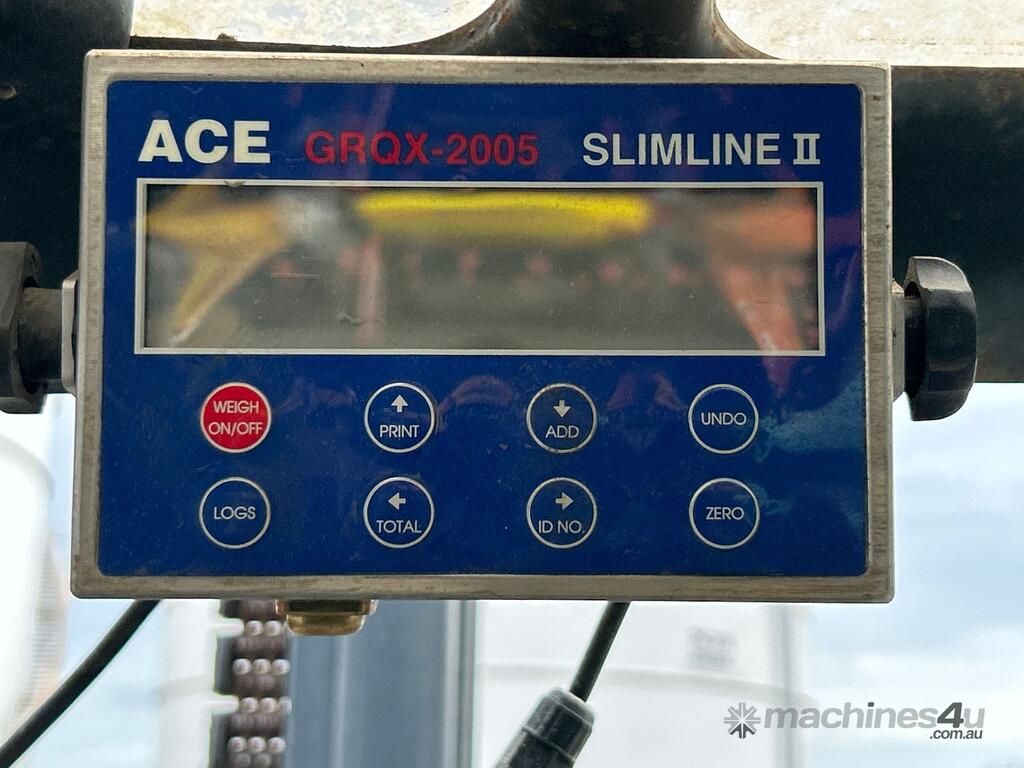 ACE GRQX-2005 SLIMLINE II
WEIGH ON/OFF
↑ PRINT
↓ ADD
UNDO
LOGS
← TOTAL
→ ID NO.
ZERO
machines4u
.com.au